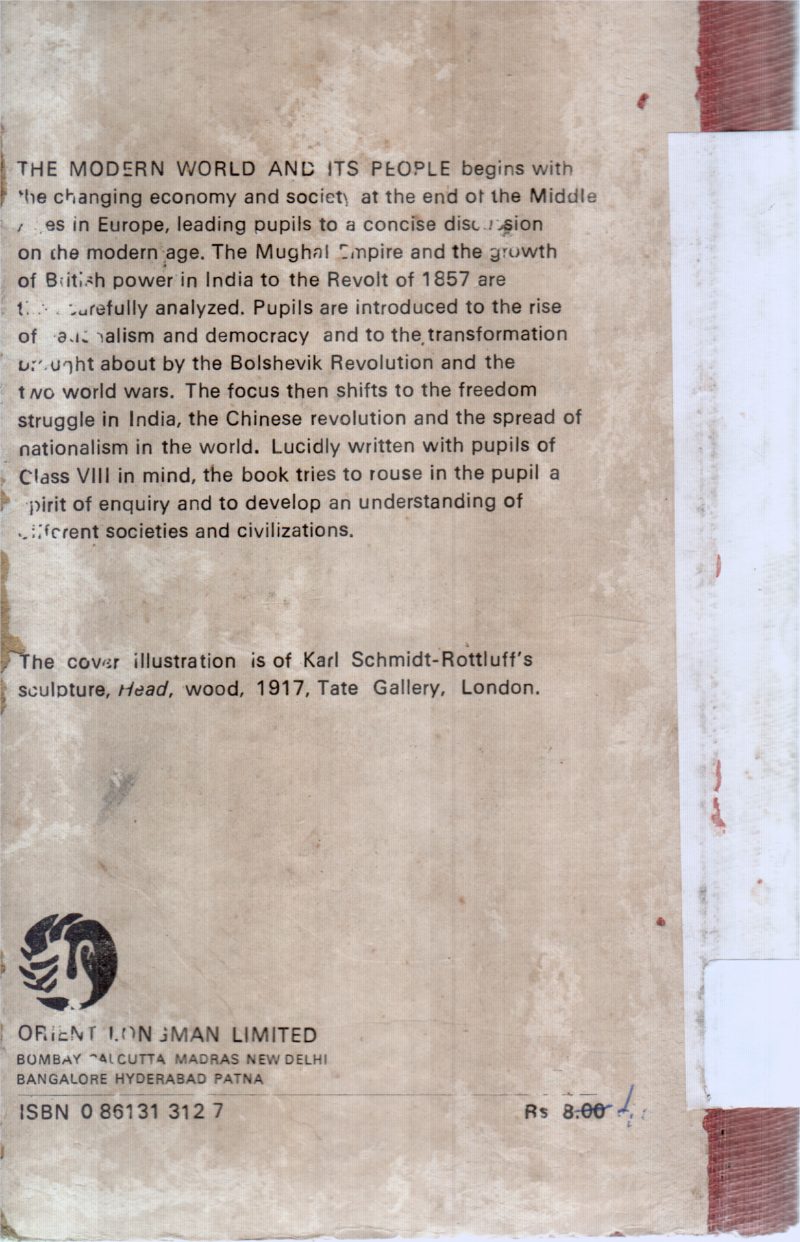 THE MODERN WORLD AND ITS PEOPLE begins with
the changing economy and society at the end of the Middle
Ages in Europe, leading pupils to a concise discussion
on the modern age. The Mughal Empire and the growth
of British power in India to the Revolt of 1857 are
carefully analyzed. Pupils are introduced to the rise
of nationalism and democracy and to the transformation
brought about by the Bolshevik Revolution and the
two world wars. The focus then shifts to the freedom
struggle in India, the Chinese revolution and the spread of
nationalism in the world. Lucidly written with pupils of
Class VIII in mind, the book tries to rouse in the pupil a
spirit of enquiry and to develop an understanding of
different societies and civilizations.
The cover illustration is of Karl Schmidt-Rottluff's
sculpture, Head, wood, 1917, Tate Gallery, London.
ORIENT LONGMAN LIMITED
BOMBAY CALCUTTA MADRAS NEW DELHI
BANGALORE HYDERABAD PATNA
ISBN 0 86131 312 7 Rs 8.00